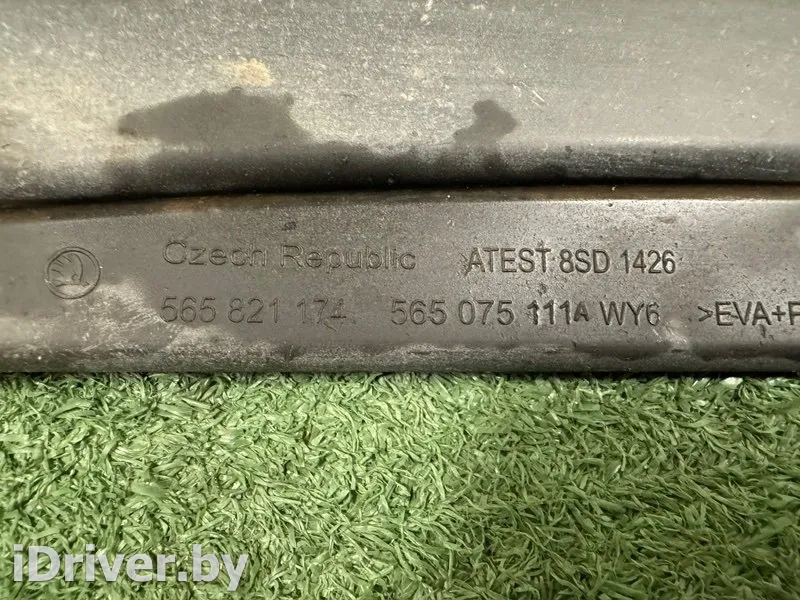 Czech Republic ATEST 8SD 1426
565 821 174 565 075 111A WY6 >EVA+
iDriver.by